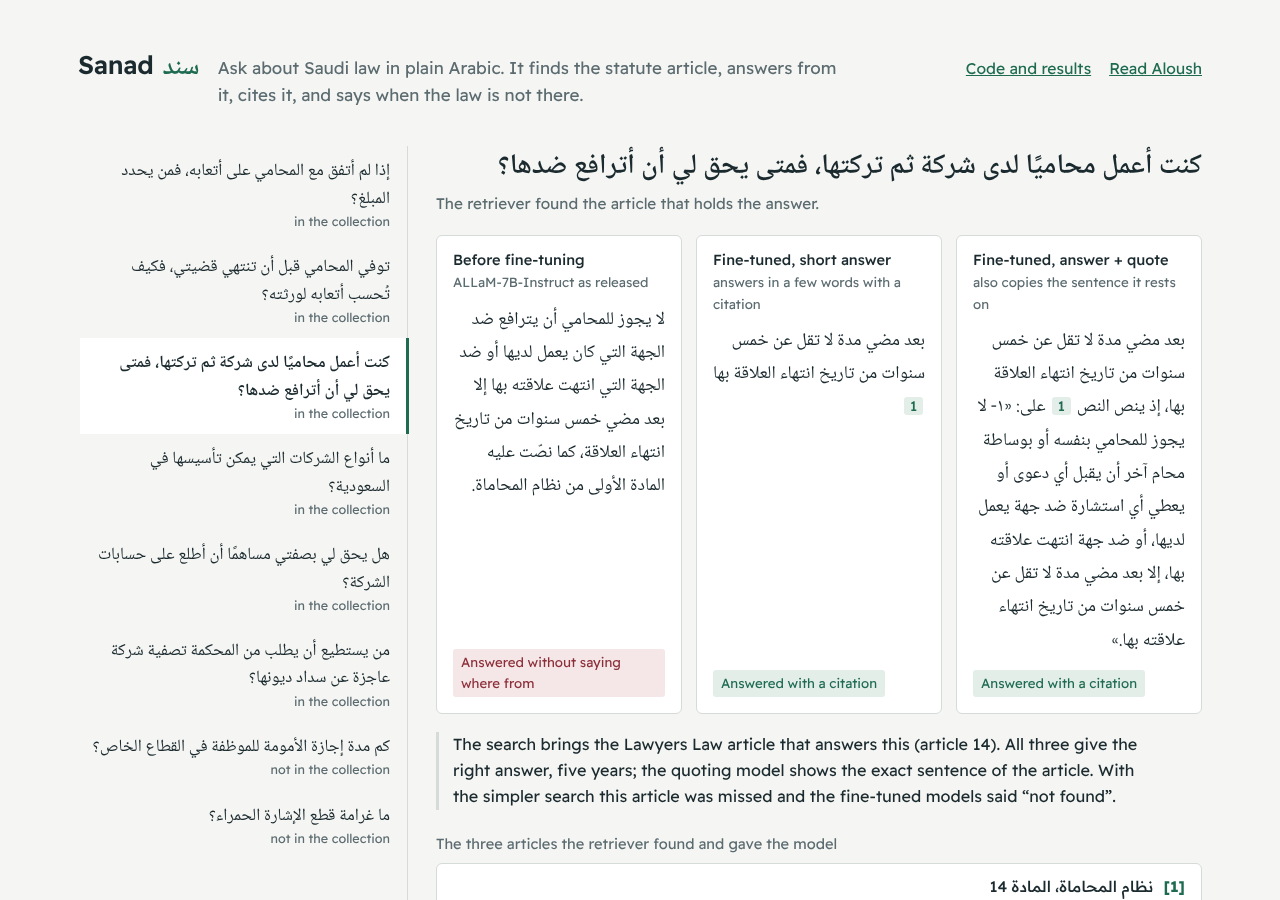 Sanad سند
Ask about Saudi law in plain Arabic. It finds the statute article, answers from
it, cites it, and says when the law is not there.
Code and results
Read Aloush
إذا لم أتفق مع المحامي على أتعابه، فمن يحدد
المبلغ؟
in the collection
توفي المحامي قبل أن تنتهي قضيتي، فكيف
تُحسب أتعابه لورثته؟
in the collection
كنت أعمل محاميًا لدى شركة ثم تركتها، فمتى
يحق لي أن أترافع ضدها؟
in the collection
ما أنواع الشركات التي يمكن تأسيسها في
السعودية؟
in the collection
هل يحق لي بصفتي مساهمًا أن أطلع على حسابات
الشركة؟
in the collection
من يستطيع أن يطلب من المحكمة تصفية شركة
عاجزة عن سداد ديونها؟
in the collection
كم مدة إجازة الأمومة للموظفة في القطاع الخاص؟
not in the collection
ما غرامة قطع الإشارة الحمراء؟
not in the collection
كنت أعمل محاميًا لدى شركة ثم تركتها، فمتى يحق لي أن أترافع ضدها؟
The retriever found the article that holds the answer.
Before fine-tuning
ALLaM-7B-Instruct as released
لا يجوز للمحامي أن يترافع ضد
الجهة التي كان يعمل لديها أو ضد
الجهة التي انتهت علاقته بها إلا
بعد مضي خمس سنوات من تاريخ
انتهاء العلاقة، كما نصّت عليه
المادة الأولى من نظام المحاماة.
Answered without saying
where from
Fine-tuned, short answer
answers in a few words with a
citation
بعد مضي مدة لا تقل عن خمس
سنوات من تاريخ انتهاء العلاقة بها
1
Answered with a citation
Fine-tuned, answer + quote
also copies the sentence it rests
on
بعد مضي مدة لا تقل عن خمس
سنوات من تاريخ انتهاء العلاقة
بها، إذ ينص النص 1 على: «١- لا
يجوز للمحامي بنفسه أو بوساطة
محام آخر أن يقبل أي دعوى أو
يعطي أي استشارة ضد جهة يعمل
لديها، أو ضد جهة انتهت علاقته
بها، إلا بعد مضي مدة لا تقل عن
خمس سنوات من تاريخ انتهاء
علاقته بها.»
Answered with a citation
The search brings the Lawyers Law article that answers this (article 14). All three give the
right answer, five years; the quoting model shows the exact sentence of the article. With
the simpler search this article was missed and the fine-tuned models said “not found”.
The three articles the retriever found and gave the model
[1] نظام المحاماة، المادة 14